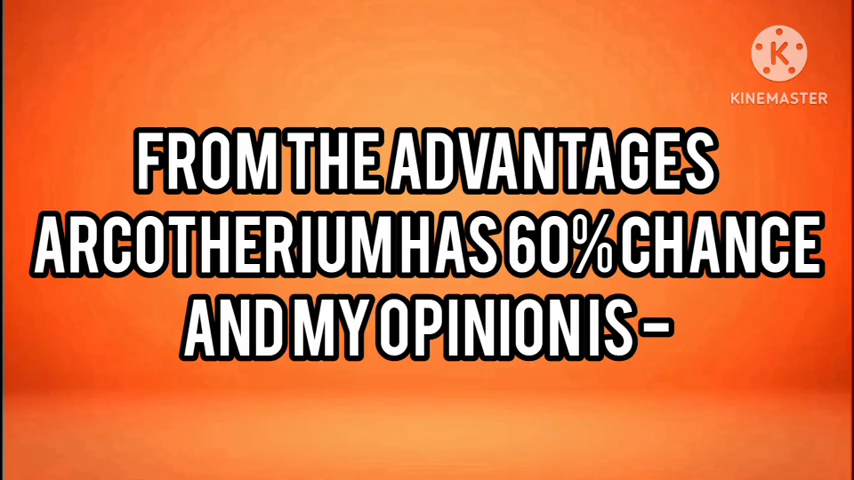 KINEMASTER
FROM THE ADVANTAGES
ARCOTHERIUM HAS 60% CHANCE
AND MY OPINION IS -